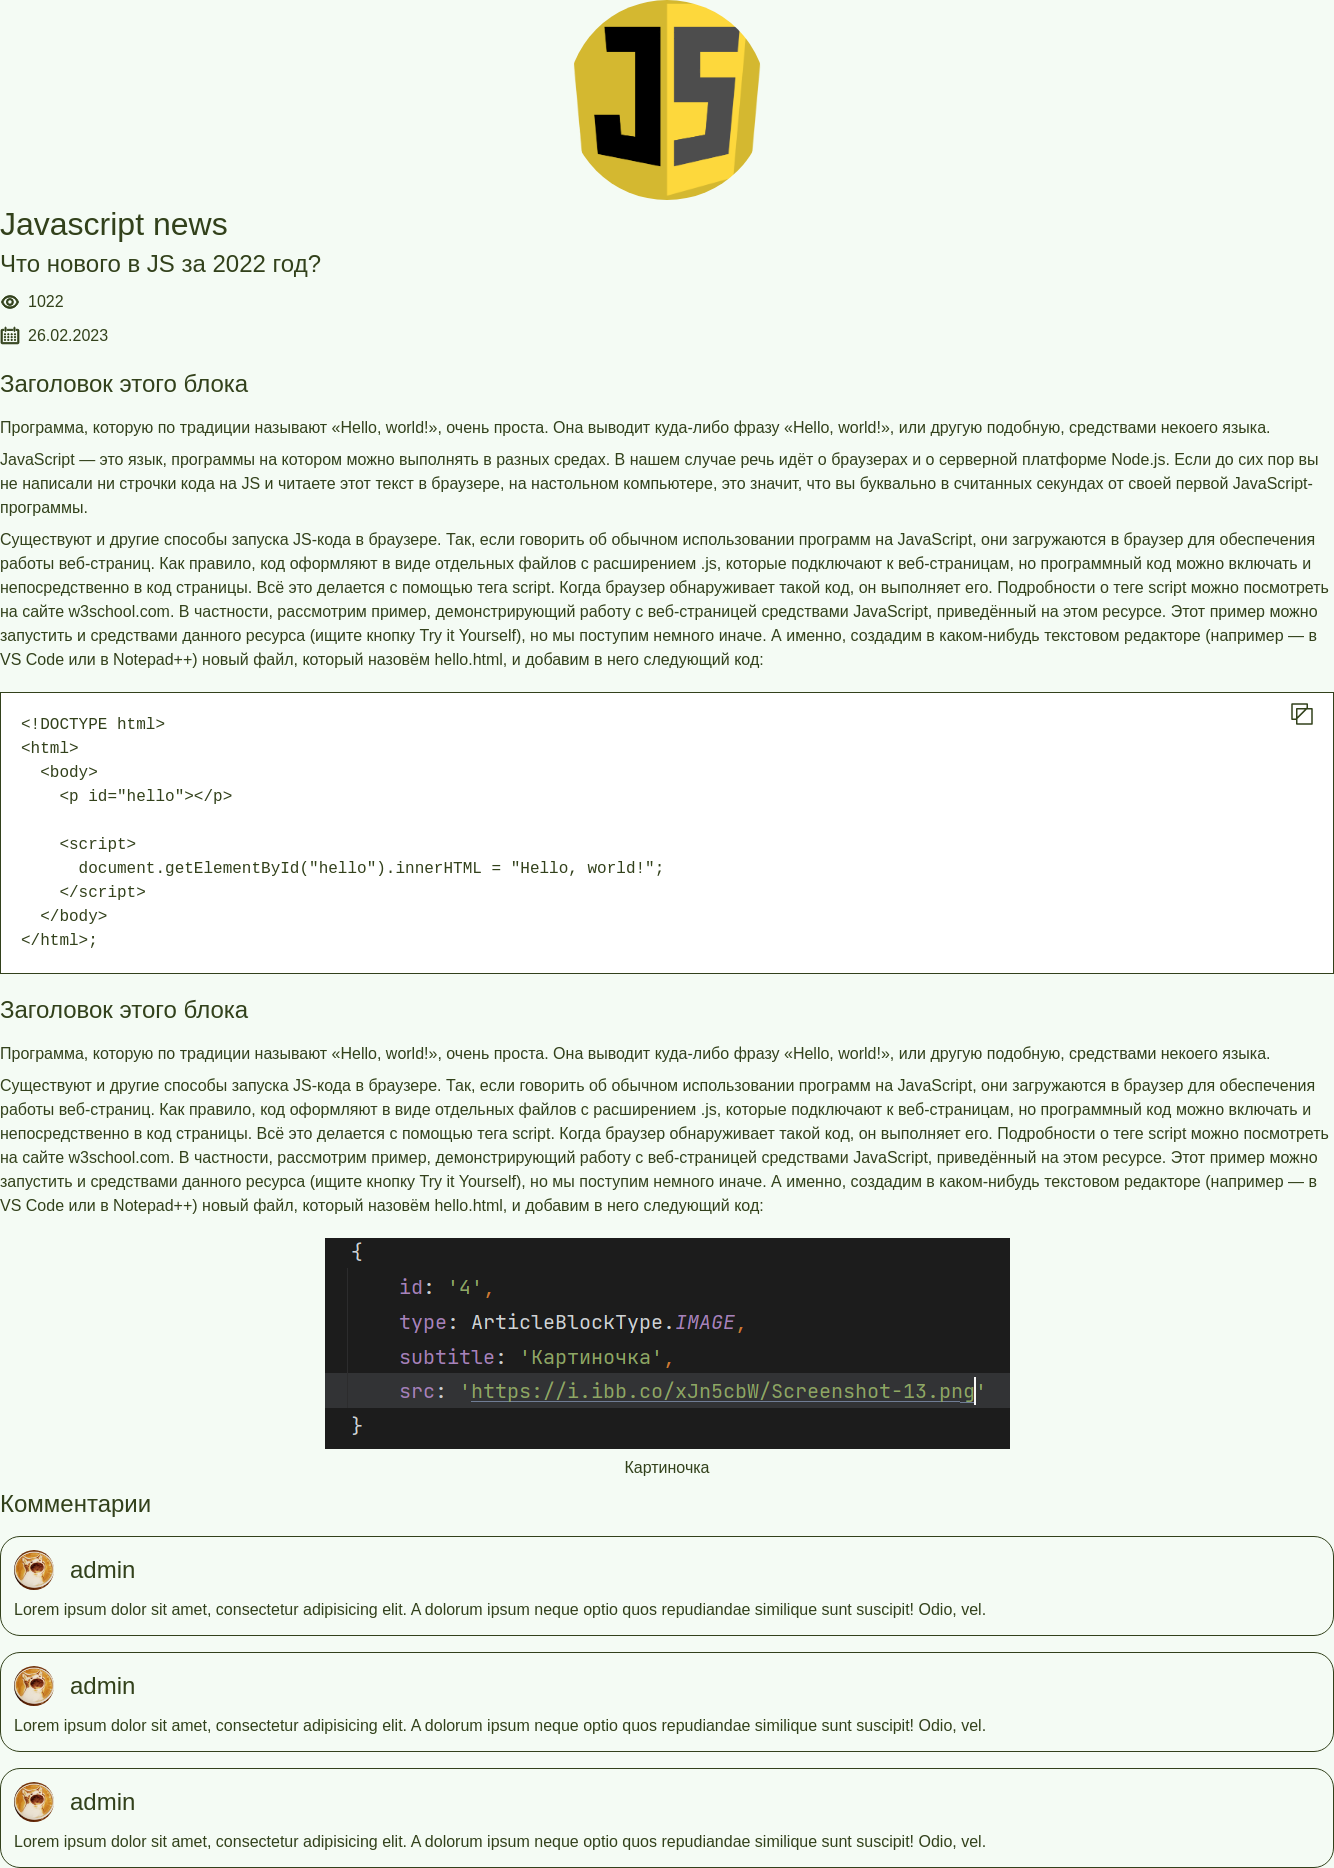 JS
Javascript news
Что нового в JS за 2022 год?
1022
26.02.2023
Заголовок этого блока
Программа, которую по традиции называют «Hello, world!», очень проста. Она выводит куда-либо фразу «Hello, world!», или другую подобную, средствами некоего языка.
JavaScript — это язык, программы на котором можно выполнять в разных средах. В нашем случае речь идёт о браузерах и о серверной платформе Node.js. Если до сих пор вы
не написали ни строчки кода на JS и читаете этот текст в браузере, на настольном компьютере, это значит, что вы буквально в считанных секундах от своей первой JavaScript-
программы.
Существуют и другие способы запуска JS-кода в браузере. Так, если говорить об обычном использовании программ на JavaScript, они загружаются в браузер для обеспечения
работы веб-страниц. Как правило, код оформляют в виде отдельных файлов с расширением .js, которые подключают к веб-страницам, но программный код можно включать и
непосредственно в код страницы. Всё это делается с помощью тега script. Когда браузер обнаруживает такой код, он выполняет его. Подробности о теге script можно посмотреть
на сайте w3school.com. В частности, рассмотрим пример, демонстрирующий работу с веб-страницей средствами JavaScript, приведённый на этом ресурсе. Этот пример можно
запустить и средствами данного ресурса (ищите кнопку Try it Yourself), но мы поступим немного иначе. А именно, создадим в каком-нибудь текстовом редакторе (например — в
VS Code или в Notepad++) новый файл, который назовём hello.html, и добавим в него следующий код:
<!DOCTYPE html>
<html>
  <body>
    <p id="hello"></p>
    <script>
      document.getElementById("hello").innerHTML = "Hello, world!";
    </script>
  </body>
</html>;
Заголовок этого блока
Программа, которую по традиции называют «Hello, world!», очень проста. Она выводит куда-либо фразу «Hello, world!», или другую подобную, средствами некоего языка.
Существуют и другие способы запуска JS-кода в браузере. Так, если говорить об обычном использовании программ на JavaScript, они загружаются в браузер для обеспечения
работы веб-страниц. Как правило, код оформляют в виде отдельных файлов с расширением .js, которые подключают к веб-страницам, но программный код можно включать и
непосредственно в код страницы. Всё это делается с помощью тега script. Когда браузер обнаруживает такой код, он выполняет его. Подробности о теге script можно посмотреть
на сайте w3school.com. В частности, рассмотрим пример, демонстрирующий работу с веб-страницей средствами JavaScript, приведённый на этом ресурсе. Этот пример можно
запустить и средствами данного ресурса (ищите кнопку Try it Yourself), но мы поступим немного иначе. А именно, создадим в каком-нибудь текстовом редакторе (например — в
VS Code или в Notepad++) новый файл, который назовём hello.html, и добавим в него следующий код:
{
    id: '4',
    type: ArticleBlockType.IMAGE,
    subtitle: 'Картиночка',
    src: 'https://i.ibb.co/xJn5cbW/Screenshot-13.png'
}
Картиночка
Комментарии
admin
Lorem ipsum dolor sit amet, consectetur adipisicing elit. A dolorum ipsum neque optio quos repudiandae similique sunt suscipit! Odio, vel.
admin
Lorem ipsum dolor sit amet, consectetur adipisicing elit. A dolorum ipsum neque optio quos repudiandae similique sunt suscipit! Odio, vel.
admin
Lorem ipsum dolor sit amet, consectetur adipisicing elit. A dolorum ipsum neque optio quos repudiandae similique sunt suscipit! Odio, vel.